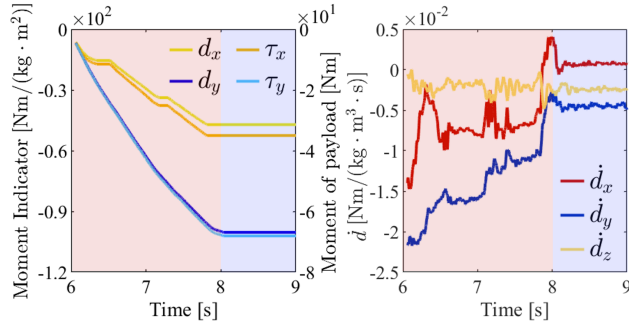 ×10² ×10¹ ×10⁻²
0 0 0.5
-0.3 -2 0
-0.6 -4 -0.5
-0.9 -6 -1
-1.2 -8 -1.5
-2
-2.5
Moment Indicator [Nm/(kg · m²)]
d_x τ_x
d_y τ_y
Moment of payload [Nm]
6 7 8 9
Time [s]
ḋ [Nm/(kg · m³ · s)]
ḋ_x
ḋ_y
ḋ_z
6 7 8 9
Time [s]